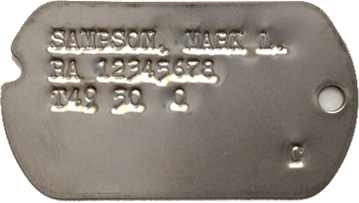 SAMPSON, MARK L.
RA 12345678
T49 50 O
C